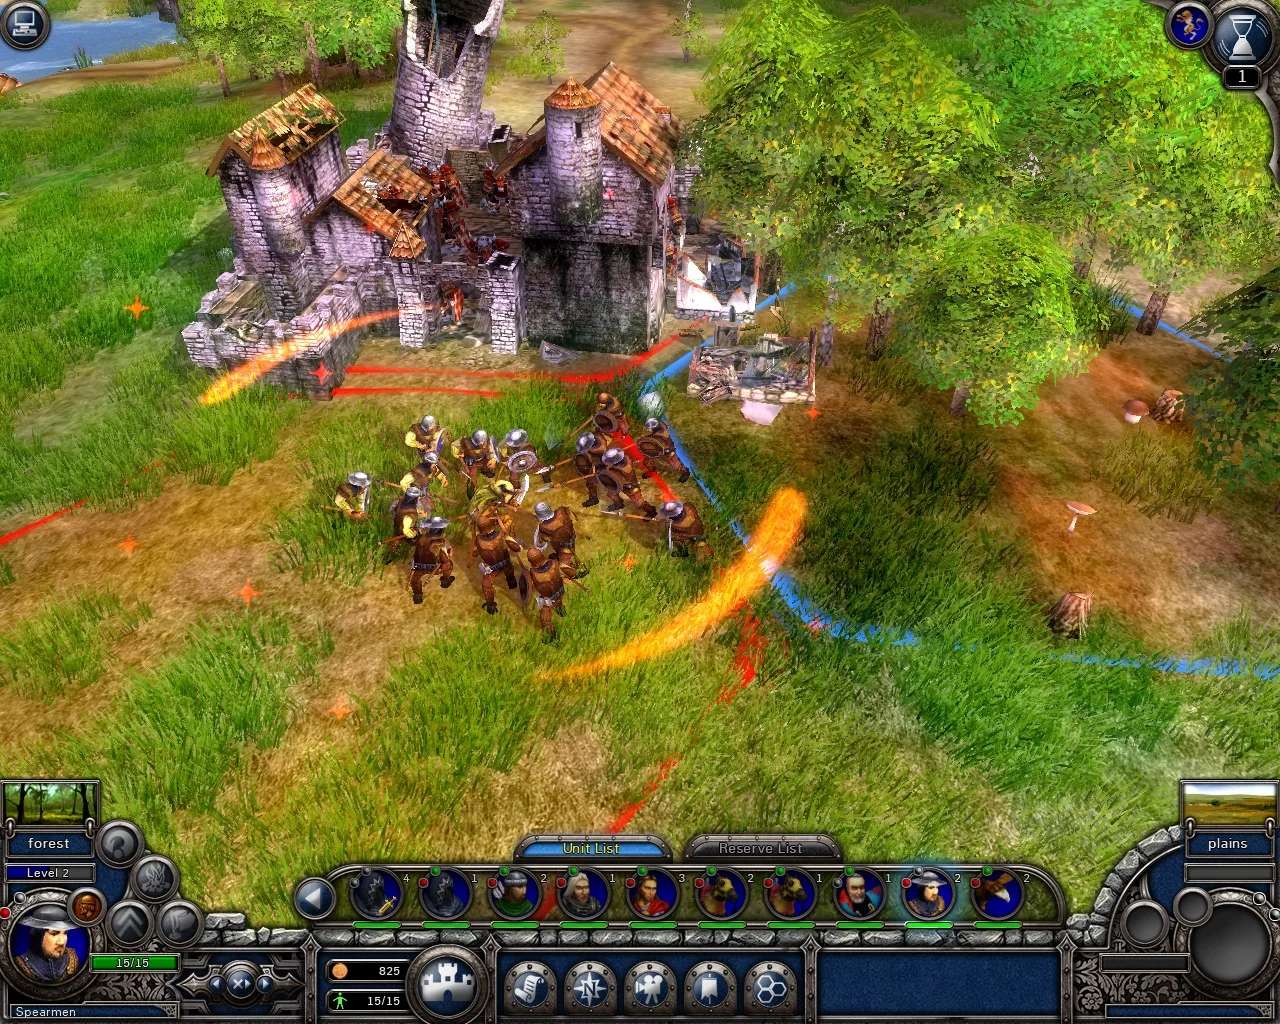 1
forest
plains
Level 2
Unit List
Reserve List
4 1 2 1 3 2 1 1 2 2
15/15
825
15/15
Spearmen